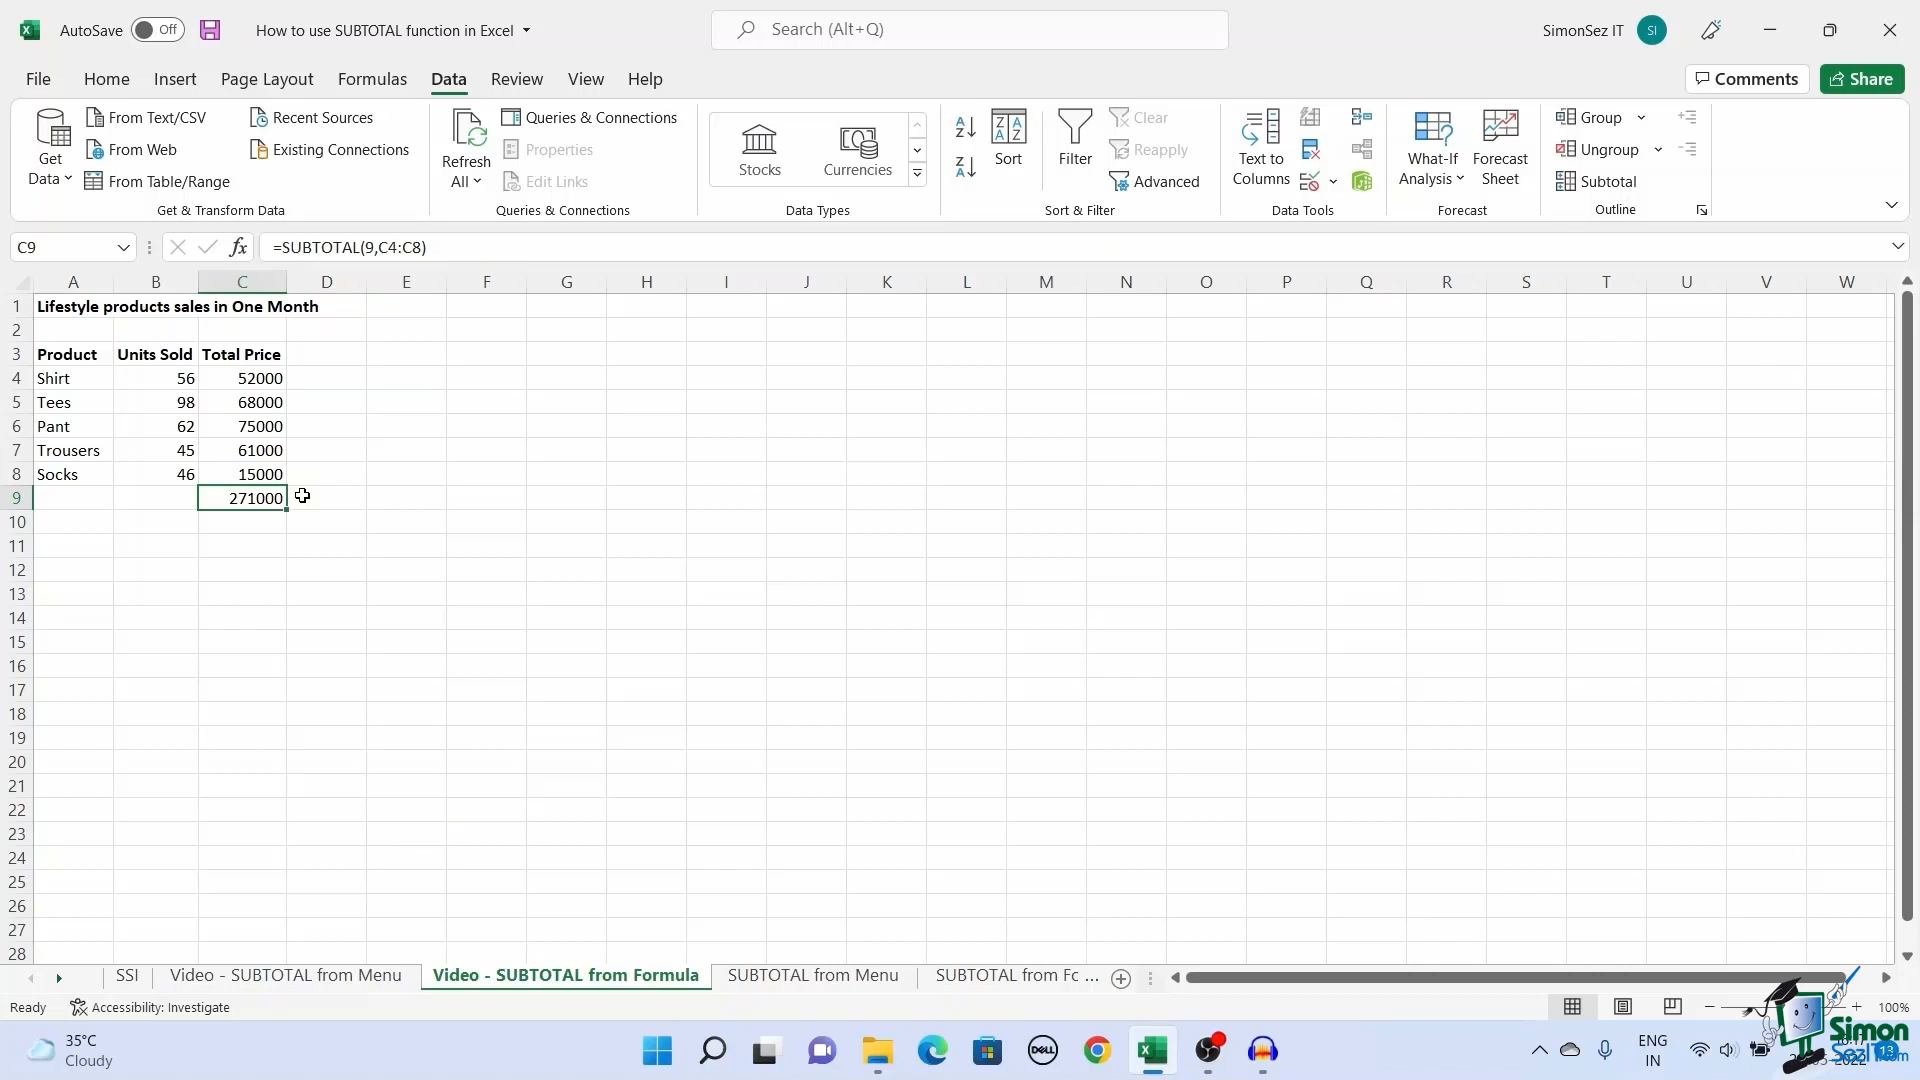 AutoSave Off How to use SUBTOTAL function in Excel Search (Alt+Q) SimonSez IT SI
File Home Insert Page Layout Formulas Data Review View Help Comments Share
Get Data From Text/CSV From Web From Table/Range Recent Sources Existing Connections
Refresh All Queries & Connections Properties Edit Links
Stocks Currencies
Sort Filter Clear Reapply Advanced
Text to Columns What-If Analysis Forecast Sheet
Group Ungroup Subtotal
Get & Transform Data Queries & Connections Data Types Sort & Filter Data Tools Forecast Outline
C9 fx =SUBTOTAL(9,C4:C8)
A B C D E F G H I J K L M N O P Q R S T U V W
1 Lifestyle products sales in One Month
2
3 Product Units Sold Total Price
4 Shirt 56 52000
5 Tees 98 68000
6 Pant 62 75000
7 Trousers 45 61000
8 Socks 46 15000
9 271000
10
11
12
13
14
15
16
17
18
19
20
21
22
23
24
25
26
27
28
SSI Video - SUBTOTAL from Menu Video - SUBTOTAL from Formula SUBTOTAL from Menu SUBTOTAL from Fc ...
Ready Accessibility: Investigate 100%
35°C
Cloudy
DELL
ENG
IN
Simon